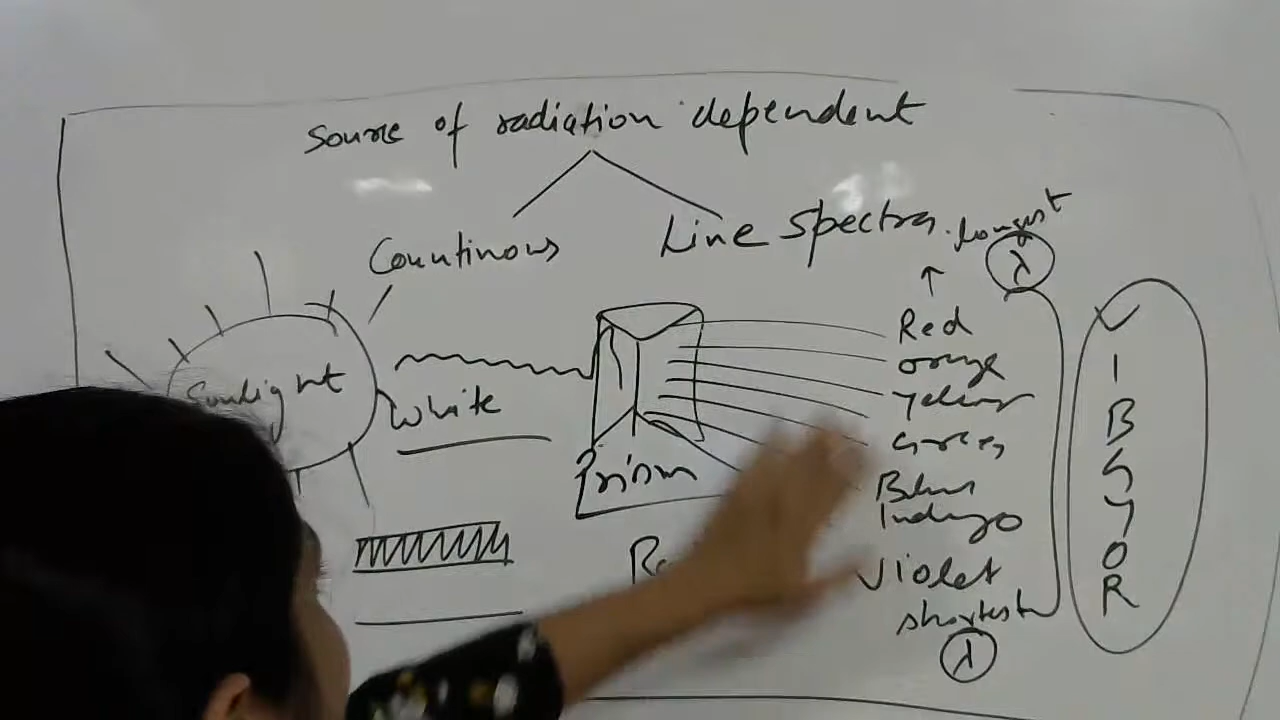 Source of radiation dependent
Countinous
Line spectra.
longest
λ
Sunlight
White
Prism
Red
orange
Yellow
Green
Blue
Indigo
Violet
shortest
λ
V
I
B
G
Y
O
R